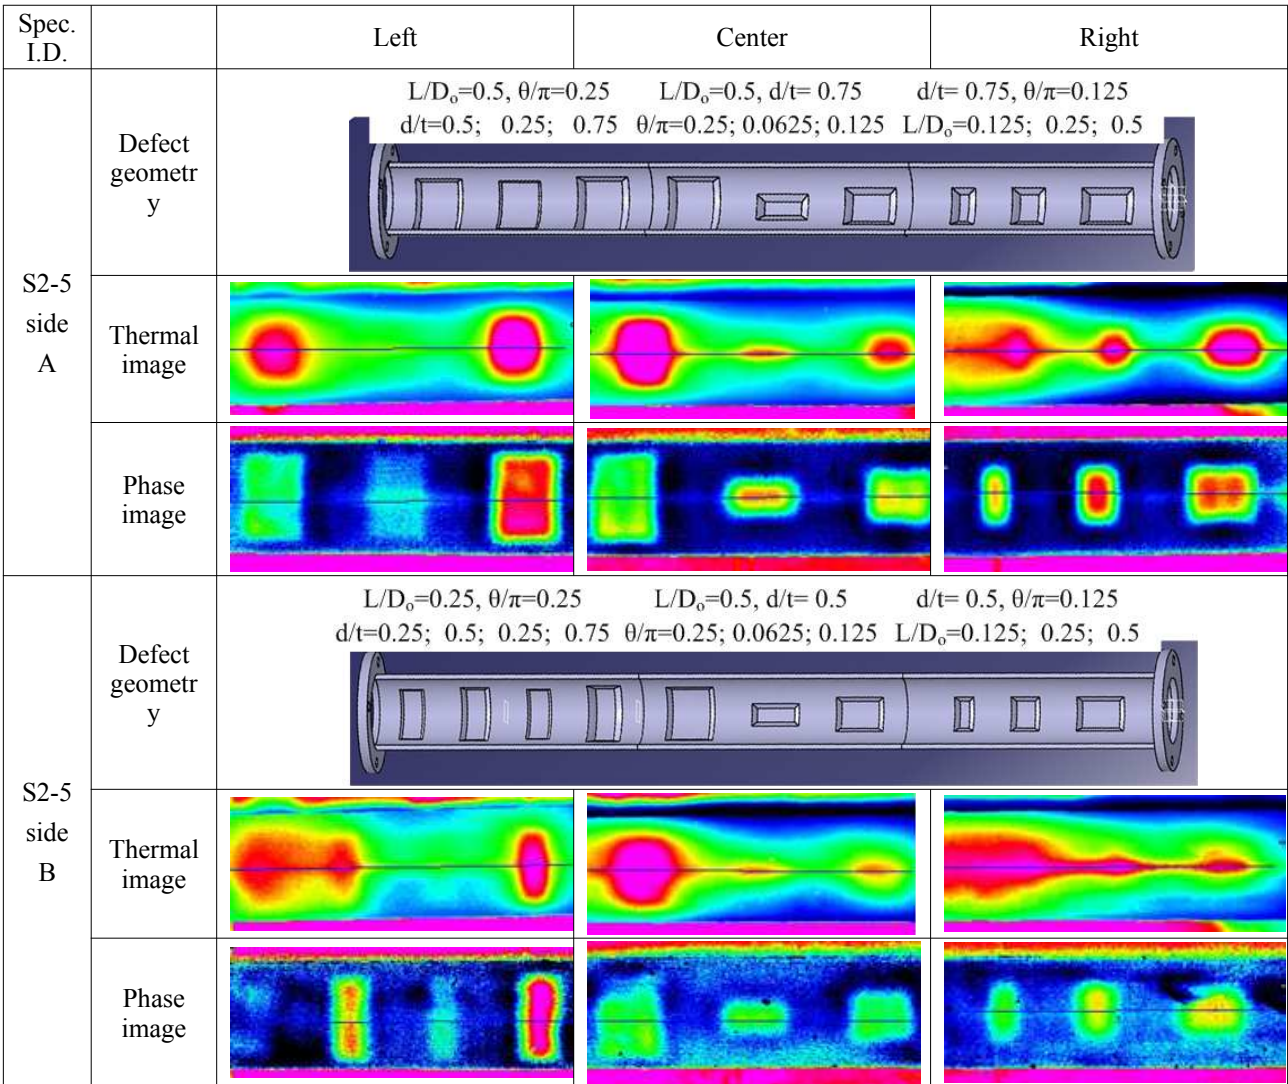 Spec.
I.D.
Left
Center
Right
S2-5
side
A
Defect
geometr
y
L/Dₒ=0.5, θ/π=0.25 L/Dₒ=0.5, d/t= 0.75 d/t= 0.75, θ/π=0.125
d/t=0.5; 0.25; 0.75 θ/π=0.25; 0.0625; 0.125 L/Dₒ=0.125; 0.25; 0.5
Thermal
image
Phase
image
S2-5
side
B
Defect
geometr
y
L/Dₒ=0.25, θ/π=0.25 L/Dₒ=0.5, d/t= 0.5 d/t= 0.5, θ/π=0.125
d/t=0.25; 0.5; 0.25; 0.75 θ/π=0.25; 0.0625; 0.125 L/Dₒ=0.125; 0.25; 0.5
Thermal
image
Phase
image